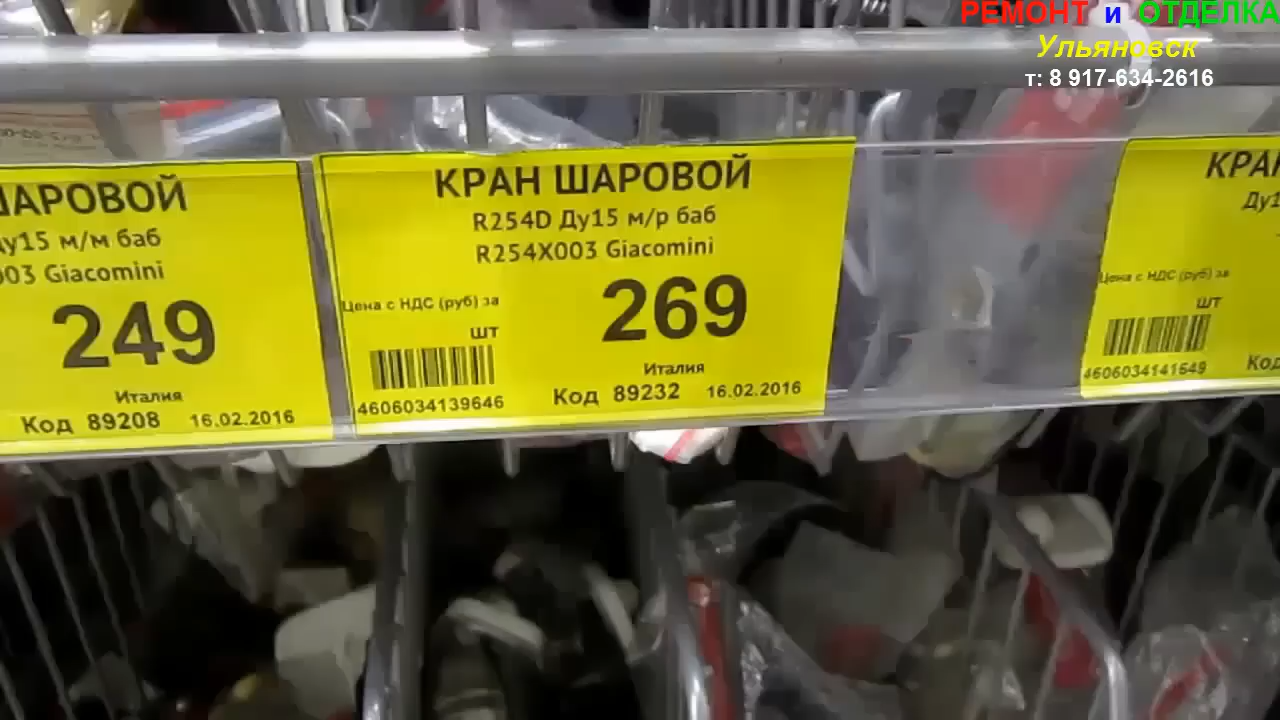 РЕМОНТ и ОТДЕЛКА
Ульяновск
т: 8 917-634-2616
ШАРОВОЙ
Ду15 м/м баб
003 Giacomini
249
Италия
Код 89208 16.02.2016
КРАН ШАРОВОЙ
R254D Ду15 м/р баб
R254X003 Giacomini
Цена с НДС (руб) за
шт
269
Италия
4606034139646
Код 89232 16.02.2016
КРАН
Ду1
Цена с НДС (руб) за
шт
4606034141649
Код